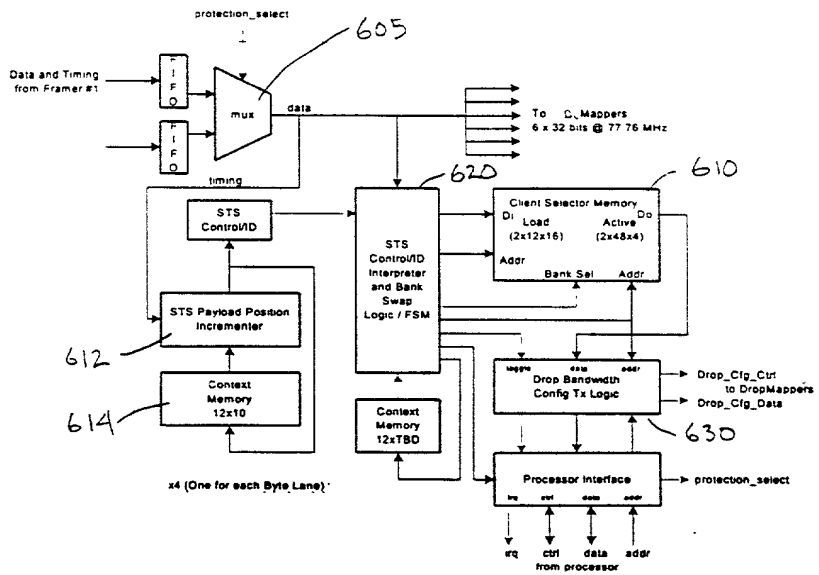 protection_select
605
Data and Timing
from Framer #1
F
I
F
O
mux
data
To Mappers
6 x 32 bits @ 77 76 MHz
F
I
F
O
timing
620
610
STS
Control/ID
STS
Control/ID
Interpreter
and Bank
Swap
Logic / FSM
Client Selector Memory
Di
Load
(2x12x16)
Active
(2x48x4)
Do
Addr
Bank Sel
Addr
STS Payload Position
Incrementer
612
toggle
data
addr
Drop Bandwidth
Config Tx Logic
Drop_Cfg_Ctrl
to DropMappers
Drop_Cfg_Data
630
Context
Memory
12x10
614
Context
Memory
12xTBD
x4 (One for each Byte Lane)
Processor Interface
irq
ctrl
data
addr
protection_select
irq
ctrl
data
addr
from processor